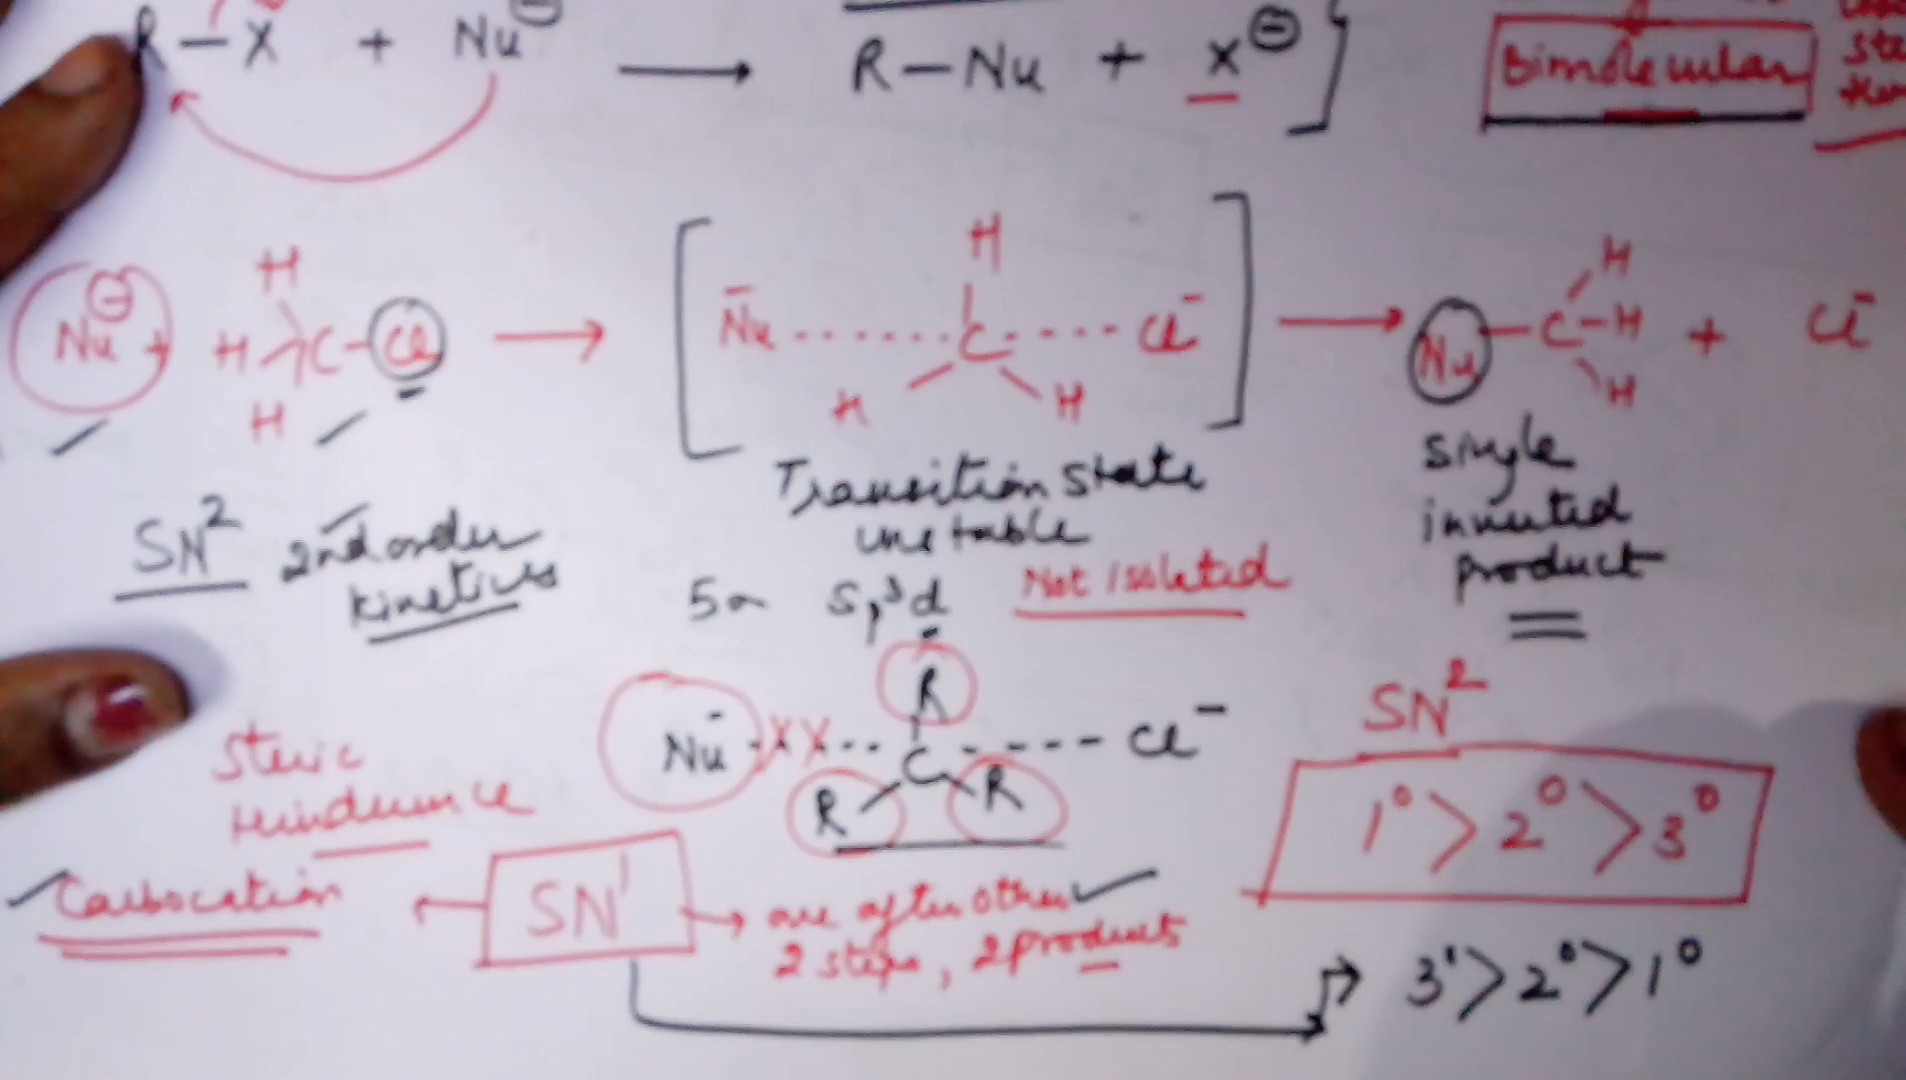 R—X + Nu⊖ → R—Nu + X⊖
Bimolecular
Nu⊖ + H H H C—Cl → [Nu⁻ ...... C ...... Cl⁻ H H H] → Nu—C—H H H + Cl⁻
Transition state
unstable
single
inverted
product
SN² 2nd order
kinetics
5 sp³d Not isolated
Nu⁻ -XX--- C ---- Cl⁻
R
R R
Steric
Hinderence
SN²
1° > 2° > 3°
Carbocation ← SN¹ → one after other
2 steps, 2 products
3° > 2° > 1°